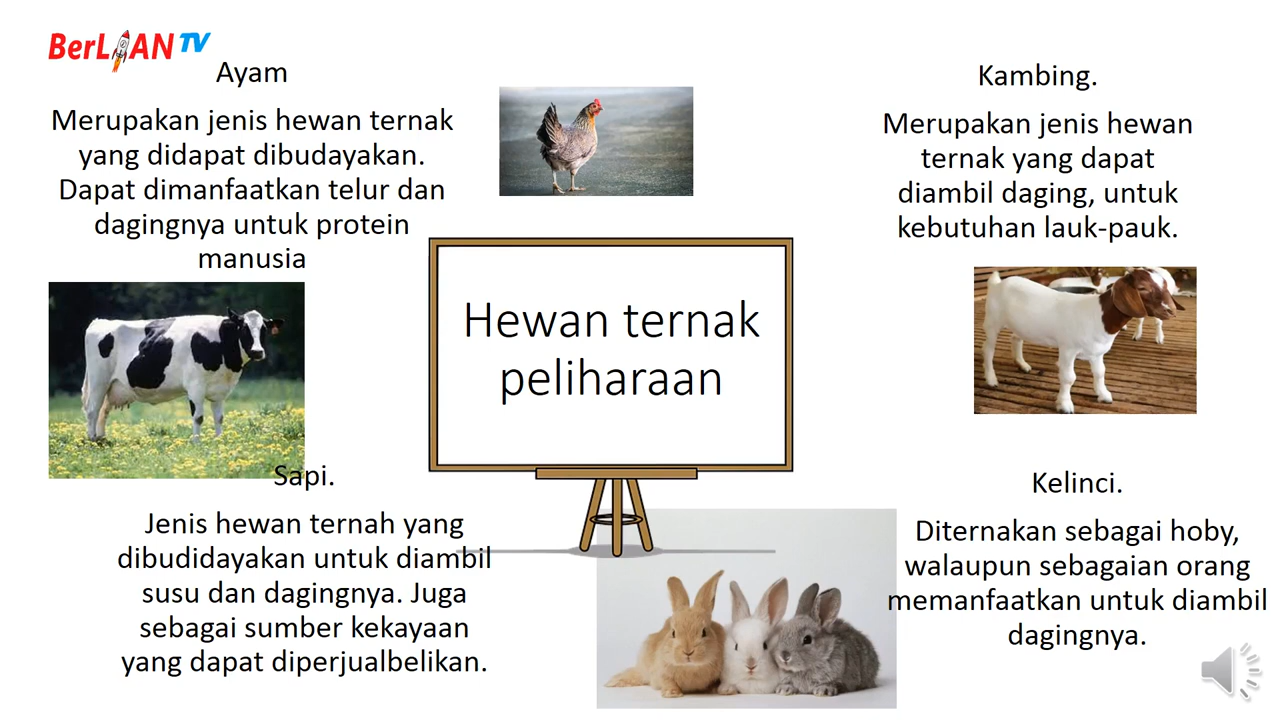 BerLIAN TV
Ayam
Merupakan jenis hewan ternak
yang didapat dibudayakan.
Dapat dimanfaatkan telur dan
dagingnya untuk protein
manusia
Kambing.
Merupakan jenis hewan
ternak yang dapat
diambil daging, untuk
kebutuhan lauk-pauk.
Hewan ternak
peliharaan
Sapi.
Jenis hewan ternah yang
dibudidayakan untuk diambil
susu dan dagingnya. Juga
sebagai sumber kekayaan
yang dapat diperjualbelikan.
Kelinci.
Diternakan sebagai hoby,
walaupun sebagaian orang
memanfaatkan untuk diambil
dagingnya.